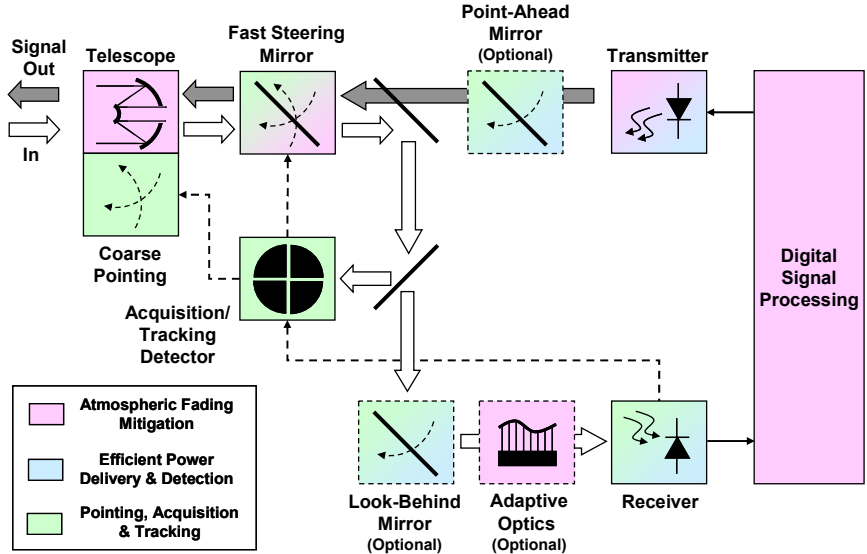 Signal
Out
In
Telescope
Fast Steering
Mirror
Point-Ahead
Mirror
(Optional)
Transmitter
Coarse
Pointing
Acquisition/
Tracking
Detector
Digital
Signal
Processing
Look-Behind
Mirror
(Optional)
Adaptive
Optics
(Optional)
Receiver
Atmospheric Fading
Mitigation
Efficient Power
Delivery & Detection
Pointing, Acquisition
& Tracking